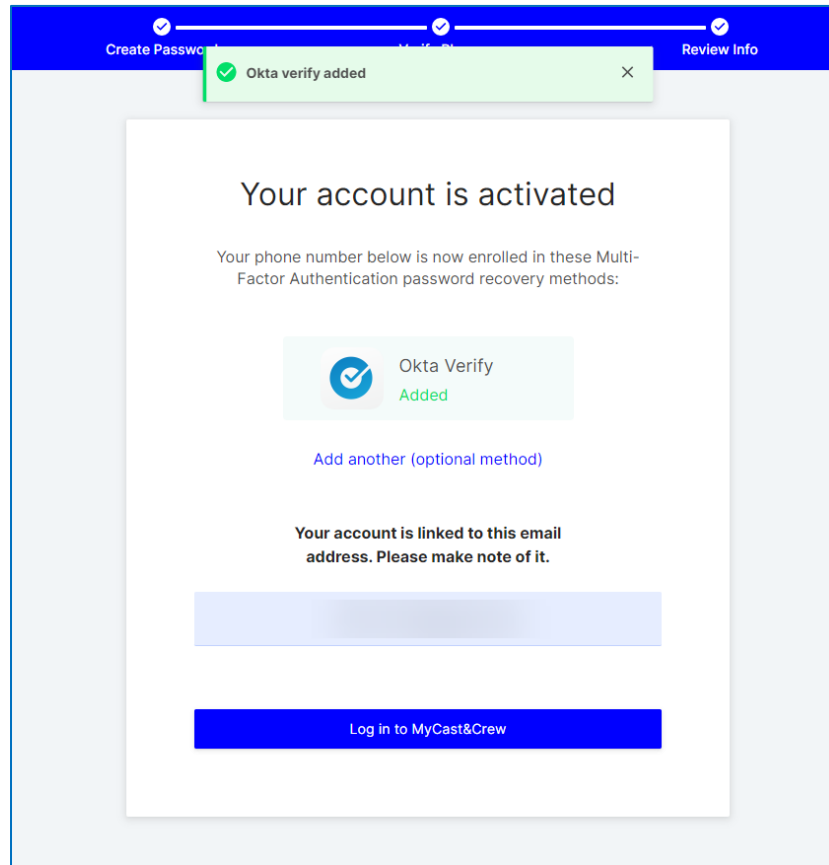 Create Passwo
Review Info
Okta verify added
Your account is activated
Your phone number below is now enrolled in these Multi-
Factor Authentication password recovery methods:
Okta Verify
Added
Add another (optional method)
Your account is linked to this email
address. Please make note of it.
Log in to MyCast&Crew